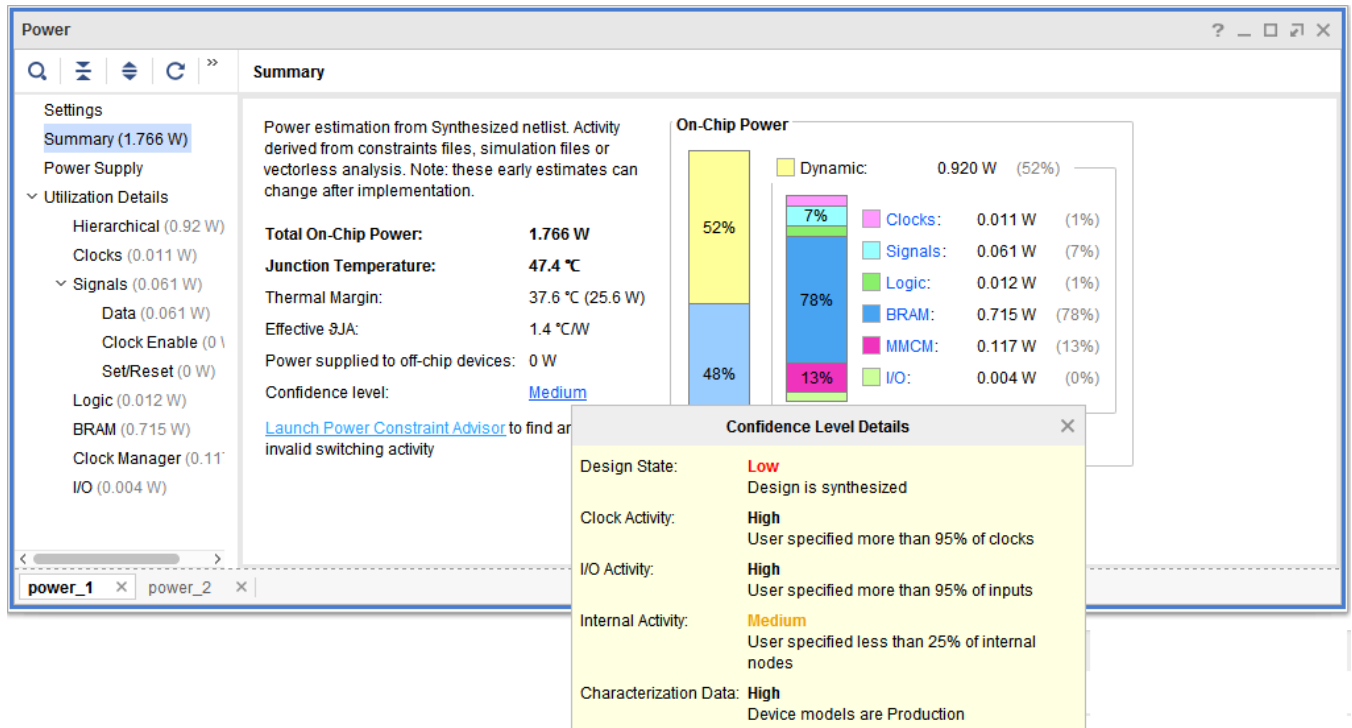 Power
Summary
Settings
Summary (1.766 W)
Power Supply
Utilization Details
Hierarchical (0.92 W)
Clocks (0.011 W)
Signals (0.061 W)
Data (0.061 W)
Clock Enable (0
Set/Reset (0 W)
Logic (0.012 W)
BRAM (0.715 W)
Clock Manager (0.11
I/O (0.004 W)
Power estimation from Synthesized netlist. Activity
derived from constraints files, simulation files or
vectorless analysis. Note: these early estimates can
change after implementation.
Total On-Chip Power: 1.766 W
Junction Temperature: 47.4 °C
Thermal Margin: 37.6 °C (25.6 W)
Effective ϑJA: 1.4 °C/W
Power supplied to off-chip devices: 0 W
Confidence level: Medium
Launch Power Constraint Advisor to find
invalid switching activity
On-Chip Power
52%
48%
Dynamic: 0.920 W (52%)
7%
78%
13%
Clocks: 0.011 W (1%)
Signals: 0.061 W (7%)
Logic: 0.012 W (1%)
BRAM: 0.715 W (78%)
MMCM: 0.117 W (13%)
I/O: 0.004 W (0%)
Confidence Level Details
Design State: Low
Design is synthesized
Clock Activity: High
User specified more than 95% of clocks
I/O Activity: High
User specified more than 95% of inputs
Internal Activity: Medium
User specified less than 25% of internal
nodes
Characterization Data: High
Device models are Production
power_1
power_2